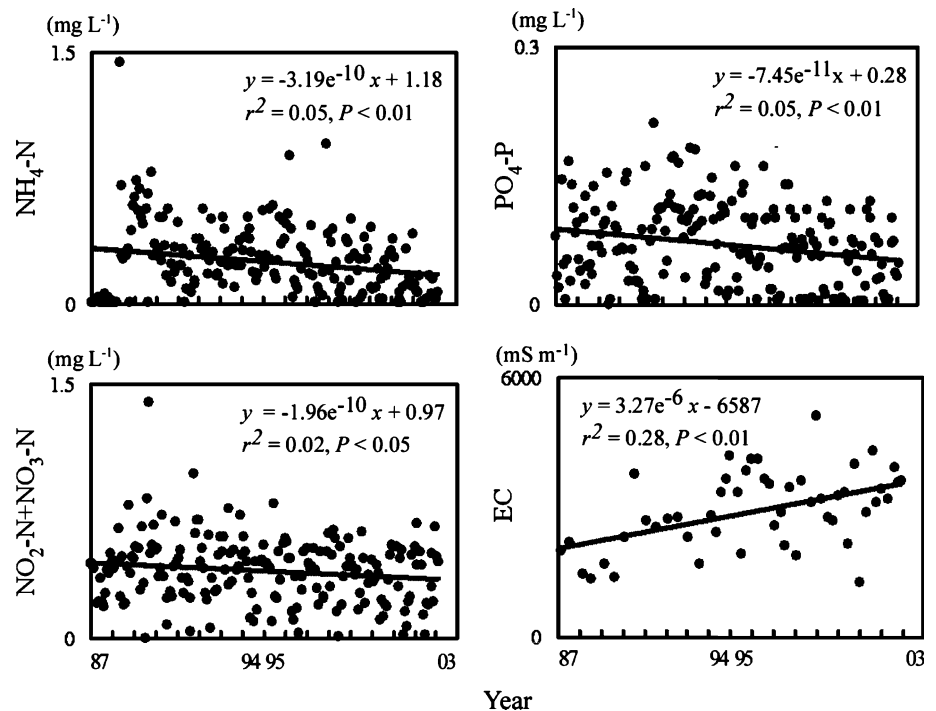 (mg L-1)
1.5
y = -3.19e-10 x + 1.18
r2 = 0.05, P < 0.01
NH4-N
0
(mg L-1)
0.3
y = -7.45e-11x + 0.28
r2 = 0.05, P < 0.01
PO4-P
0
(mg L-1)
1.5
y = -1.96e-10 x + 0.97
r2 = 0.02, P < 0.05
NO2-N+NO3-N
0
87 94 95 03
(mS m-1)
6000
y = 3.27e-6 x - 6587
r2 = 0.28, P < 0.01
EC
0
87 94 95 03
Year